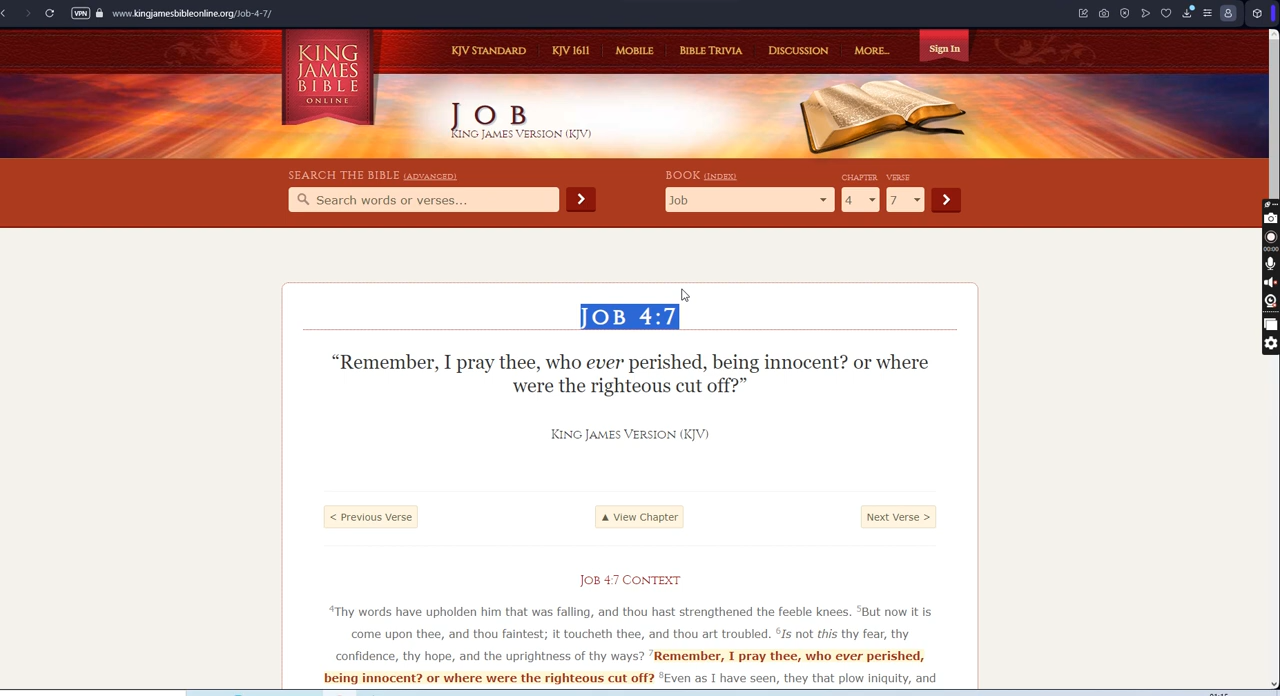 VPN www.kingjamesbibleonline.org/Job-4-7/
KING
JAMES
BIBLE
ONLINE
KJV STANDARD KJV 1611 MOBILE BIBLE TRIVIA DISCUSSION MORE... Sign In
JOB
KING JAMES VERSION (KJV)
SEARCH THE BIBLE (ADVANCED) BOOK (INDEX) CHAPTER VERSE
Search words or verses... > Job 4 7 >
00:00
JOB 4:7
“Remember, I pray thee, who ever perished, being innocent? or where
were the righteous cut off?”
KING JAMES VERSION (KJV)
< Previous Verse ▲ View Chapter Next Verse >
JOB 4:7 CONTEXT
4Thy words have upholden him that was falling, and thou hast strengthened the feeble knees. 5But now it is
come upon thee, and thou faintest; it toucheth thee, and thou art troubled. 6Is not this thy fear, thy
confidence, thy hope, and the uprightness of thy ways? 7Remember, I pray thee, who ever perished,
being innocent? or where were the righteous cut off? 8Even as I have seen, they that plow iniquity, and